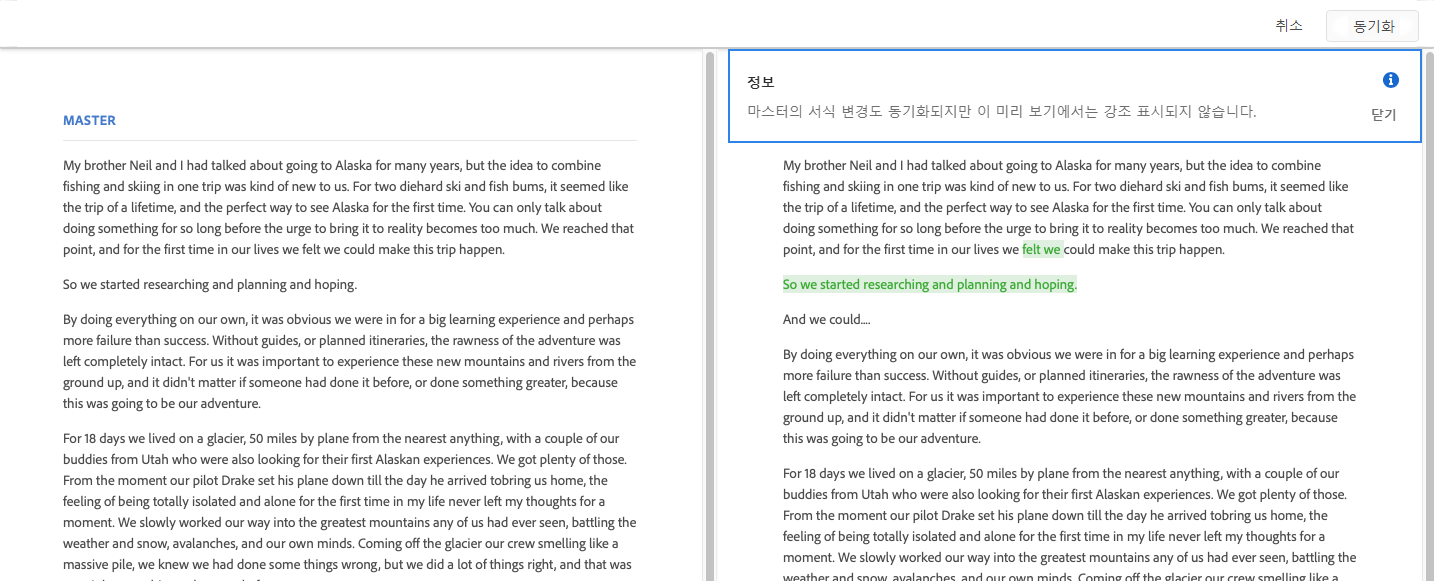 취소
동기화
MASTER
My brother Neil and I had talked about going to Alaska for many years, but the idea to combine
fishing and skiing in one trip was kind of new to us. For two diehard ski and fish bums, it seemed like
the trip of a lifetime, and the perfect way to see Alaska for the first time. You can only talk about
doing something for so long before the urge to bring it to reality becomes too much. We reached that
point, and for the first time in our lives we felt we could make this trip happen.
So we started researching and planning and hoping.
By doing everything on our own, it was obvious we were in for a big learning experience and perhaps
more failure than success. Without guides, or planned itineraries, the rawness of the adventure was
left completely intact. For us it was important to experience these new mountains and rivers from the
ground up, and it didn't matter if someone had done it before, or done something greater, because
this was going to be our adventure.
For 18 days we lived on a glacier, 50 miles by plane from the nearest anything, with a couple of our
buddies from Utah who were also looking for their first Alaskan experiences. We got plenty of those.
From the moment our pilot Drake set his plane down till the day he arrived tobring us home, the
feeling of being totally isolated and alone for the first time in my life never left my thoughts for a
moment. We slowly worked our way into the greatest mountains any of us had ever seen, battling the
weather and snow, avalanches, and our own minds. Coming off the glacier our crew smelling like a
massive pile, we knew we had done some things wrong, but we did a lot of things right, and that was
정보
마스터의 서식 변경도 동기화되지만 이 미리 보기에서는 강조 표시되지 않습니다.
닫기
My brother Neil and I had talked about going to Alaska for many years, but the idea to combine
fishing and skiing in one trip was kind of new to us. For two diehard ski and fish bums, it seemed like
the trip of a lifetime, and the perfect way to see Alaska for the first time. You can only talk about
doing something for so long before the urge to bring it to reality becomes too much. We reached that
point, and for the first time in our lives we felt we could make this trip happen.
So we started researching and planning and hoping.
And we could....
By doing everything on our own, it was obvious we were in for a big learning experience and perhaps
more failure than success. Without guides, or planned itineraries, the rawness of the adventure was
left completely intact. For us it was important to experience these new mountains and rivers from the
ground up, and it didn't matter if someone had done it before, or done something greater, because
this was going to be our adventure.
For 18 days we lived on a glacier, 50 miles by plane from the nearest anything, with a couple of our
buddies from Utah who were also looking for their first Alaskan experiences. We got plenty of those.
From the moment our pilot Drake set his plane down till the day he arrived tobring us home, the
feeling of being totally isolated and alone for the first time in my life never left my thoughts for a
moment. We slowly worked our way into the greatest mountains any of us had ever seen, battling the
weather and snow, avalanches, and our own minds. Coming off the glacier our crew smelling like a